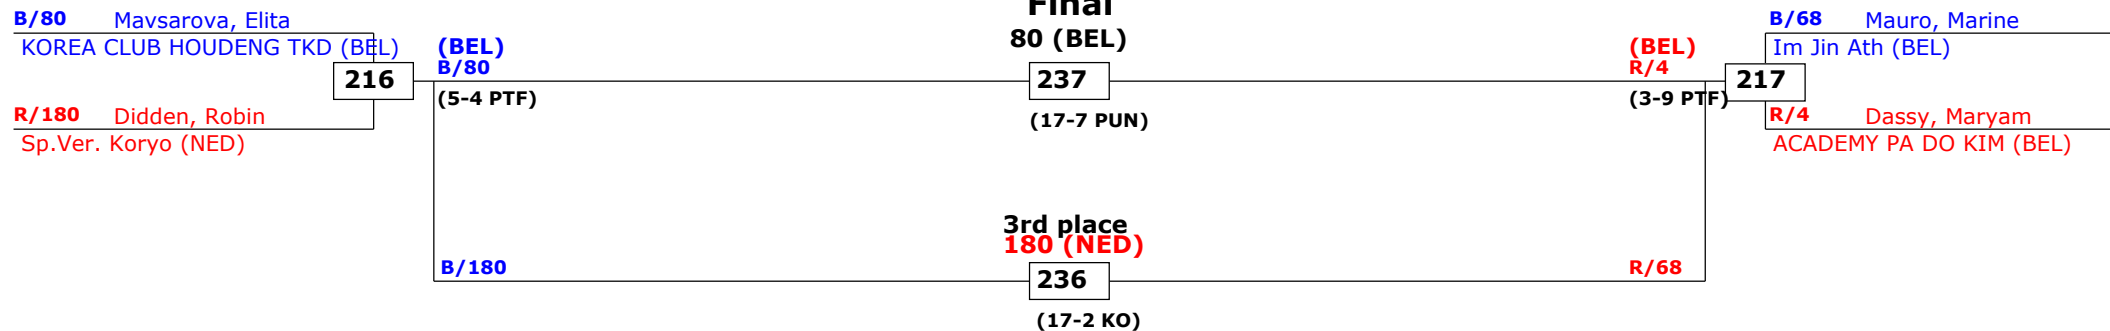 Final
80 (BEL)
B/80 Mavsarova, Elita
KOREA CLUB HOUDENG TKD (BEL)
216
R/180 Didden, Robin
Sp.Ver. Koryo (NED)
(BEL)
B/80
(5-4 PTF)
237
(17-7 PUN)
(BEL)
R/4
(3-9 PTF)
B/68 Mauro, Marine
Im Jin Ath (BEL)
217
R/4 Dassy, Maryam
ACADEMY PA DO KIM (BEL)
3rd place
180 (NED)
B/180
236
R/68
(17-2 KO)